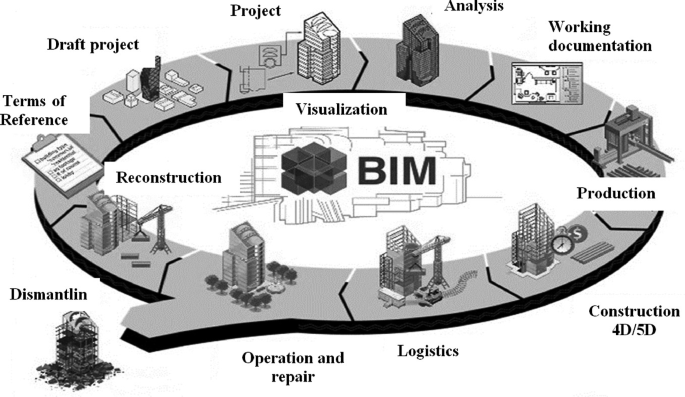 Project
Analysis
Draft project
Working
documentation
Terms of
Reference
Visualization
BIM
Reconstruction
Production
Dismantlin
Construction
4D/5D
Logistics
Operation and
repair